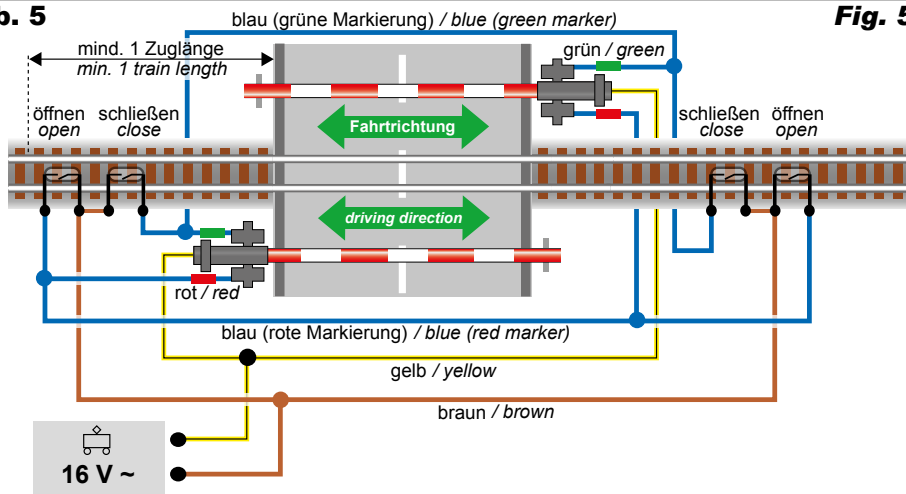 b. 5
Fig. 5
blau (grüne Markierung) / blue (green marker)
mind. 1 Zuglänge
min. 1 train length
grün / green
öffnen
open
schließen
close
Fahrtrichtung
schließen
close
öffnen
open
driving direction
rot / red
blau (rote Markierung) / blue (red marker)
gelb / yellow
braun / brown
16 V ~